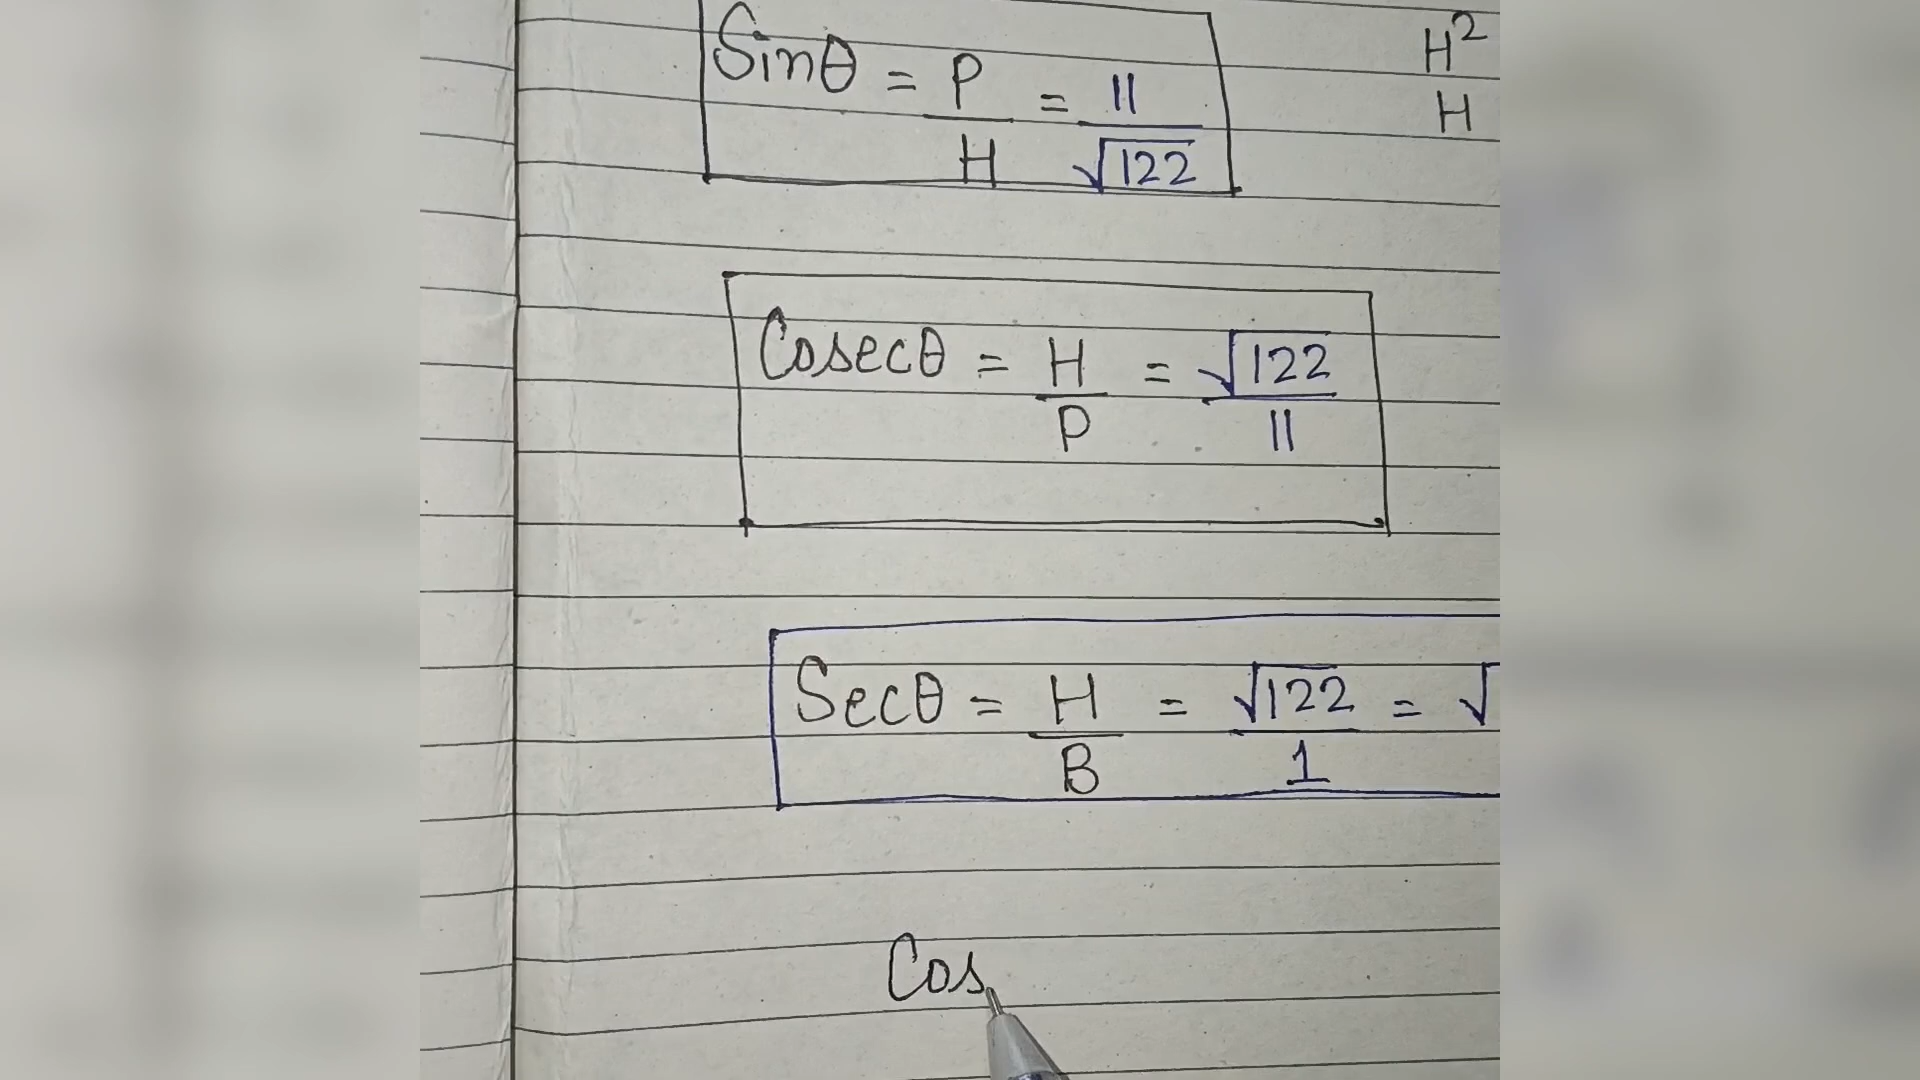 Sinθ = P/H = 11/√122
H²
H
Cosecθ = H/P = √122/11
Secθ = H/B = √122/1 = √
Cos